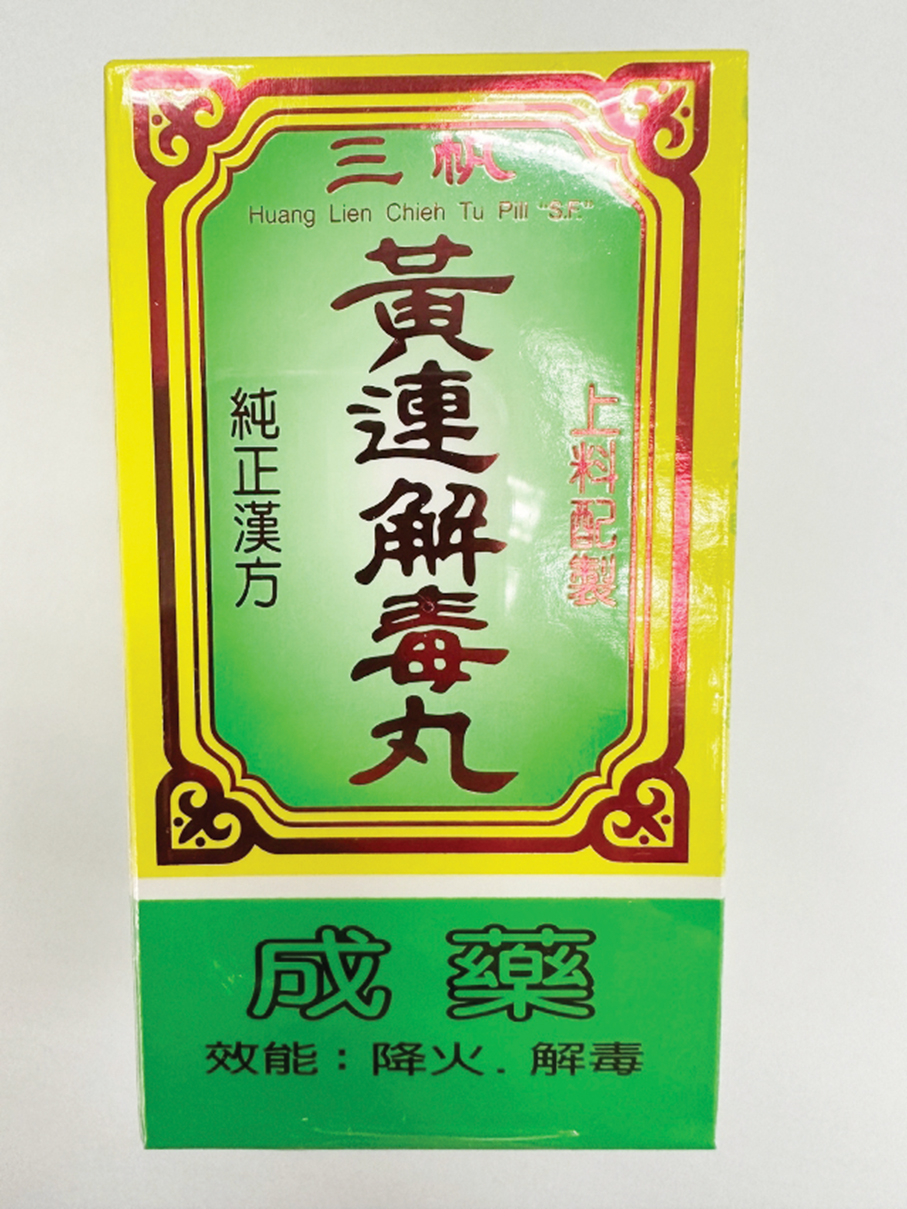 三帆
Huang Lien Chieh Tu Pill "S.F."
黃連解毒丸
上料配製
純正漢方
成藥
效能：降火．解毒